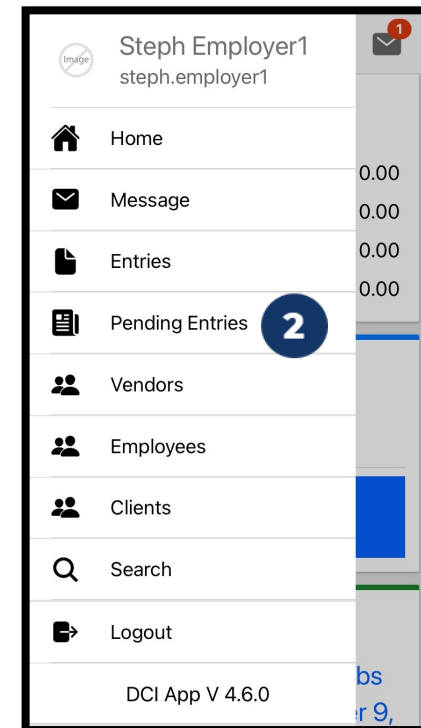 Image
Steph Employer1
steph.employer1
1
Home
Message
0.00
0.00
Entries
0.00
0.00
Pending Entries
2
Vendors
Employees
Clients
Search
Logout
bs
DCI App V 4.6.0
r 9,